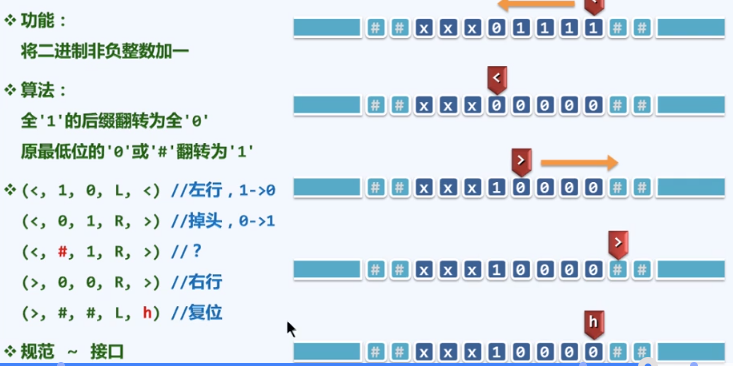 ❖ 功能：
将二进制非负整数加一
❖ 算法：
全'1'的后缀翻转为全'0'
原最低位的'0'或'#'翻转为'1'
❖ (<, 1, 0, L, <) //左行，1->0
(<, 0, 1, R, >) //掉头，0->1
(<, #, 1, R, >) //？
(>, 0, 0, R, >) //右行
(>, #, #, L, h) //复位
❖ 规范 ~ 接口
# # x x x 0 1 1 1 1 # #
<
# # x x x 0 0 0 0 0 # #
>
# # x x x 1 0 0 0 0 # #
>
# # x x x 1 0 0 0 0 # #
h
# # x x x 1 0 0 0 0 # #